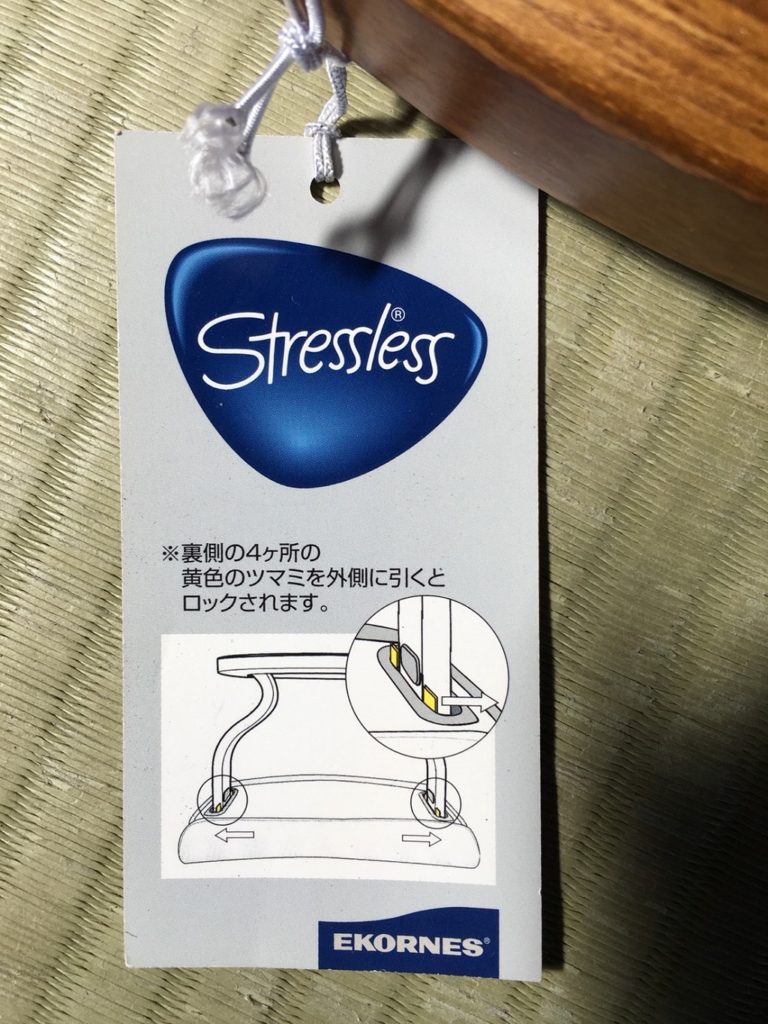 Stressless®
※裏側の4ヶ所の
黄色のツマミを外側に引くと
ロックされます。
EKORNES®